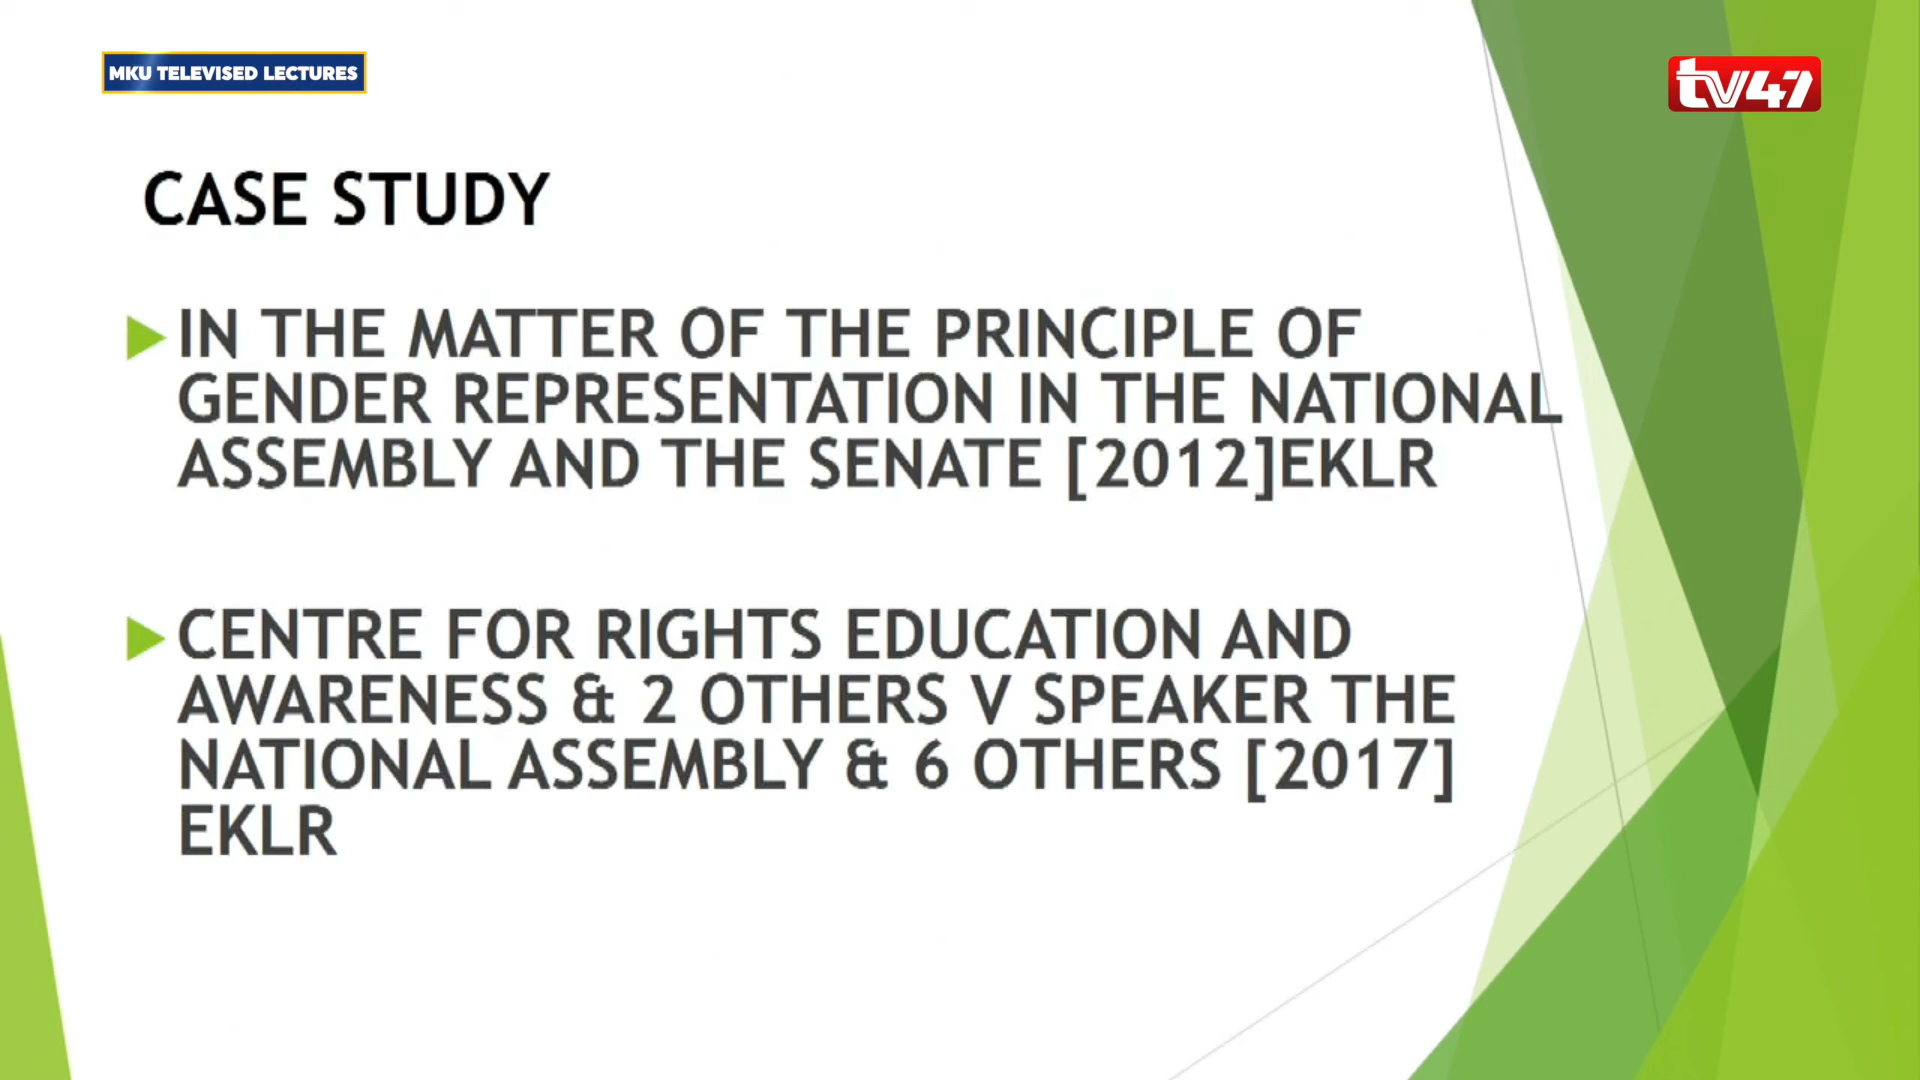 MKU TELEVISED LECTURES
tv47
CASE STUDY
IN THE MATTER OF THE PRINCIPLE OF
GENDER REPRESENTATION IN THE NATIONAL
ASSEMBLY AND THE SENATE [2012]EKLR
CENTRE FOR RIGHTS EDUCATION AND
AWARENESS & 2 OTHERS V SPEAKER THE
NATIONAL ASSEMBLY & 6 OTHERS [2017]
EKLR